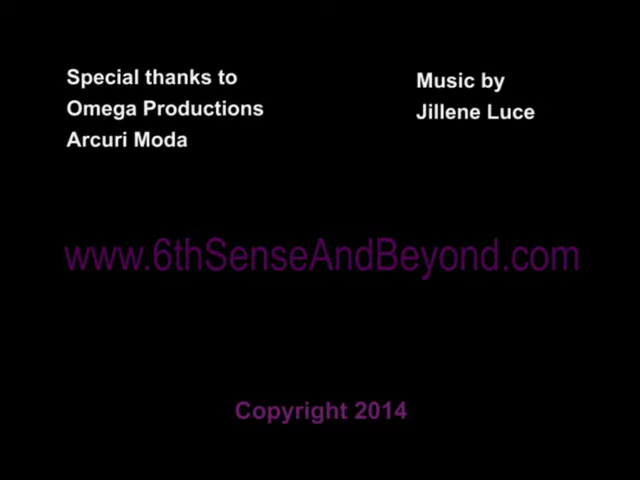 Special thanks to
Omega Productions
Arcuri Moda
Music by
Jillene Luce
www.6thSenseAndBeyond.com
Copyright 2014